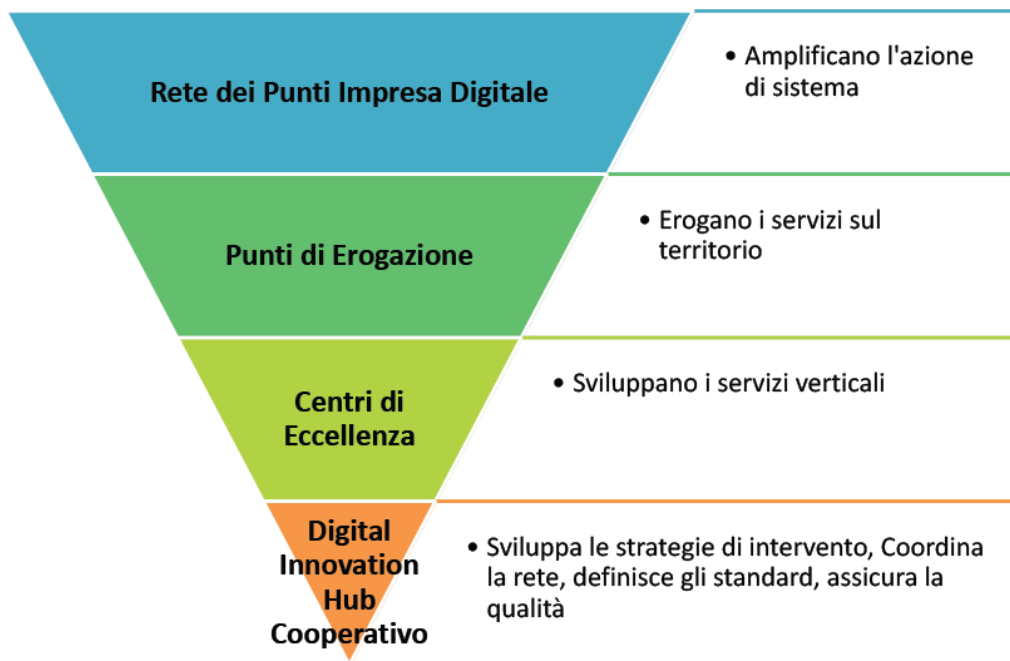 Rete dei Punti Impresa Digitale
• Amplificano l'azione
di sistema
Punti di Erogazione
• Erogano i servizi sul
territorio
Centri di
Eccellenza
• Sviluppano i servizi verticali
Digital
Innovation
Hub
Cooperativo
• Sviluppa le strategie di intervento, Coordina
la rete, definisce gli standard, assicura la
qualità